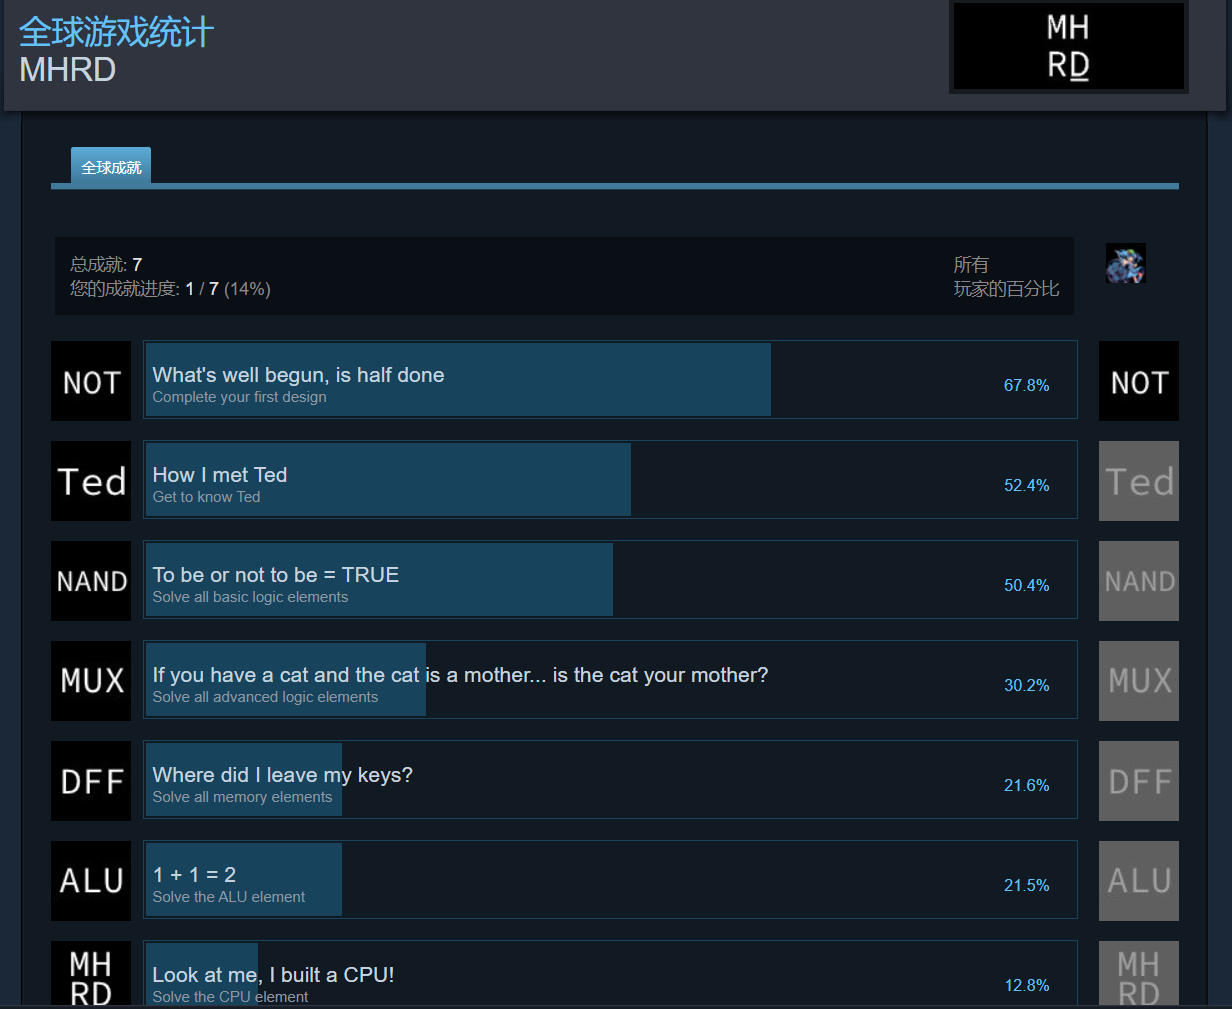 全球游戏统计
MHRD
MH
RD
全球成就
总成就: 7
您的成就进度: 1 / 7 (14%)
所有
玩家的百分比
NOT
What's well begun, is half done
Complete your first design
67.8%
NOT
Ted
How I met Ted
Get to know Ted
52.4%
Ted
NAND
To be or not to be = TRUE
Solve all basic logic elements
50.4%
NAND
MUX
If you have a cat and the cat is a mother... is the cat your mother?
Solve all advanced logic elements
30.2%
MUX
DFF
Where did I leave my keys?
Solve all memory elements
21.6%
DFF
ALU
1 + 1 = 2
Solve the ALU element
21.5%
ALU
MH
RD
Look at me, I built a CPU!
Solve the CPU element
12.8%
MH
RD